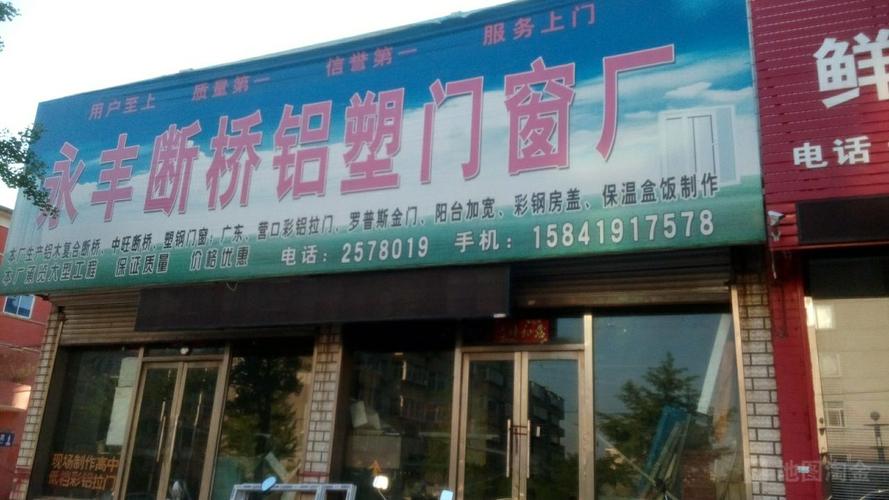 用户至上 质量第一 信誉第一 服务上门
永丰断桥铝塑门窗厂
本厂生产铝木复合断桥、中旺断桥、塑钢门窗；广东、营口彩铝拉门、罗普斯金门、阳台加宽、彩钢房盖、保温盒饭制作
本厂承览大型工程 保证质量 价格优惠 电话：2578019 手机：15841917578
鲜
电话
现场制作高中
低档彩铝拉门
地图淘金